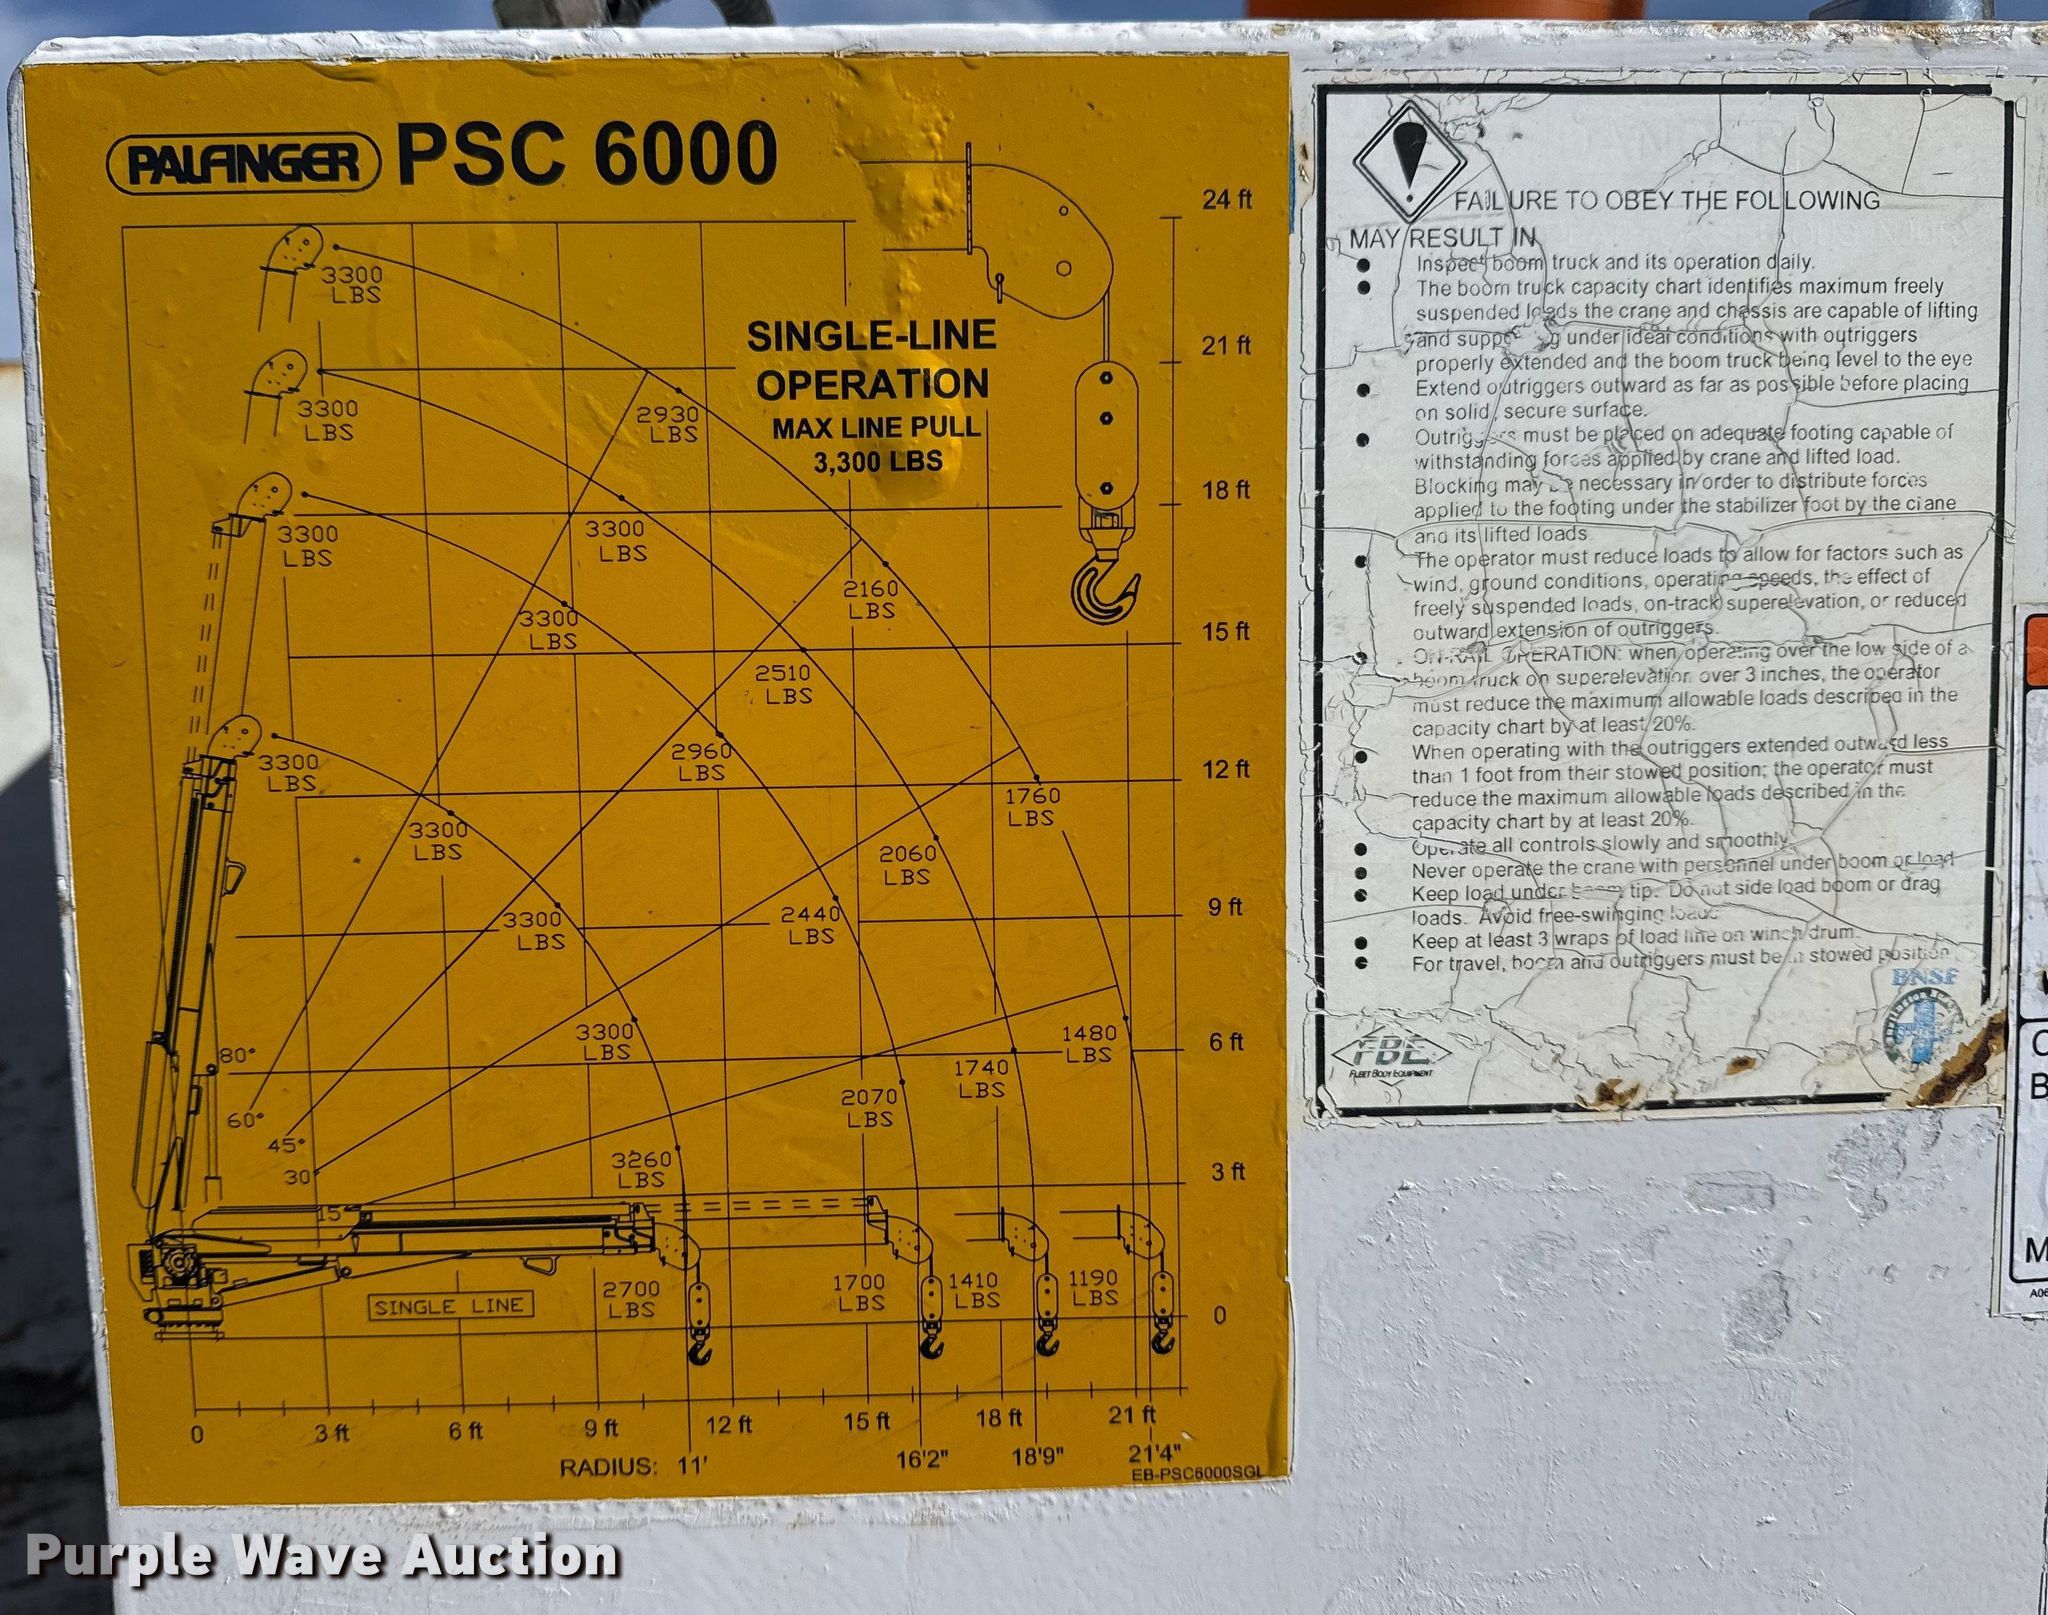 PALFINGER PSC 6000
24 ft
3300
LBS
SINGLE-LINE
OPERATION
MAX LINE PULL
3,300 LBS
21 ft
3300
LBS
2930
LBS
18 ft
3300
LBS
3300
LBS
2160
LBS
3300
LBS
15 ft
2510
LBS
3300
LBS
2960
LBS
12 ft
1760
LBS
3300
LBS
2060
LBS
3300
LBS
2440
LBS
9 ft
3300
LBS
1480
LBS
6 ft
80°
1740
LBS
2070
LBS
60°
45°
30
3260
LBS
3 ft
15°
2700
LBS
1700
LBS
1410
LBS
1190
LBS
SINGLE LINE
0
0 3 ft 6 ft 9 ft 12 ft 15 ft 18 ft 21 ft
RADIUS: 11' 16'2" 18'9" 21'4"
EB-PSC6000SGL
FAILURE TO OBEY THE FOLLOWING
MAY RESULT IN
● Inspect boom truck and its operation daily.
● The boom truck capacity chart identifies maximum freely
suspended loads the crane and chassis are capable of lifting
and under ideal conditions with outriggers
properly extended and the boom truck being level to the eye
● Extend outriggers outward as far as possible before placing
on solid, secure surface.
● Outriggers must be placed on adequate footing capable of
withstanding forces applied by crane and lifted load.
Blocking may be necessary in order to distribute forces
applied to the footing under the stabilizer foot by the crane
and its lifted loads
● The operator must reduce loads to allow for factors such as
wind, ground conditions, operating speeds, the effect of
freely suspended loads, on-track superelevation, or reduced
outward extension of outriggers.
● ON-RAIL OPERATION: when operating over the low side of a
boom truck on superelevation over 3 inches, the operator
must reduce the maximum allowable loads described in the
capacity chart by at least 20%.
● When operating with the outriggers extended outward less
than 1 foot from their stowed position; the operator must
reduce the maximum allowable loads described in the
capacity chart by at least 20%.
● Operate all controls slowly and smoothly
● Never operate the crane with personnel under boom or load
● Keep load under boom tip. Do not side load boom or drag
loads. Avoid free-swinging loads
● Keep at least 3 wraps of load line on winch drum.
● For travel, boom and outriggers must be in stowed position
BNSF
FBE
FLEET BODY EQUIPMENT
B
M
A06
Purple Wave Auction